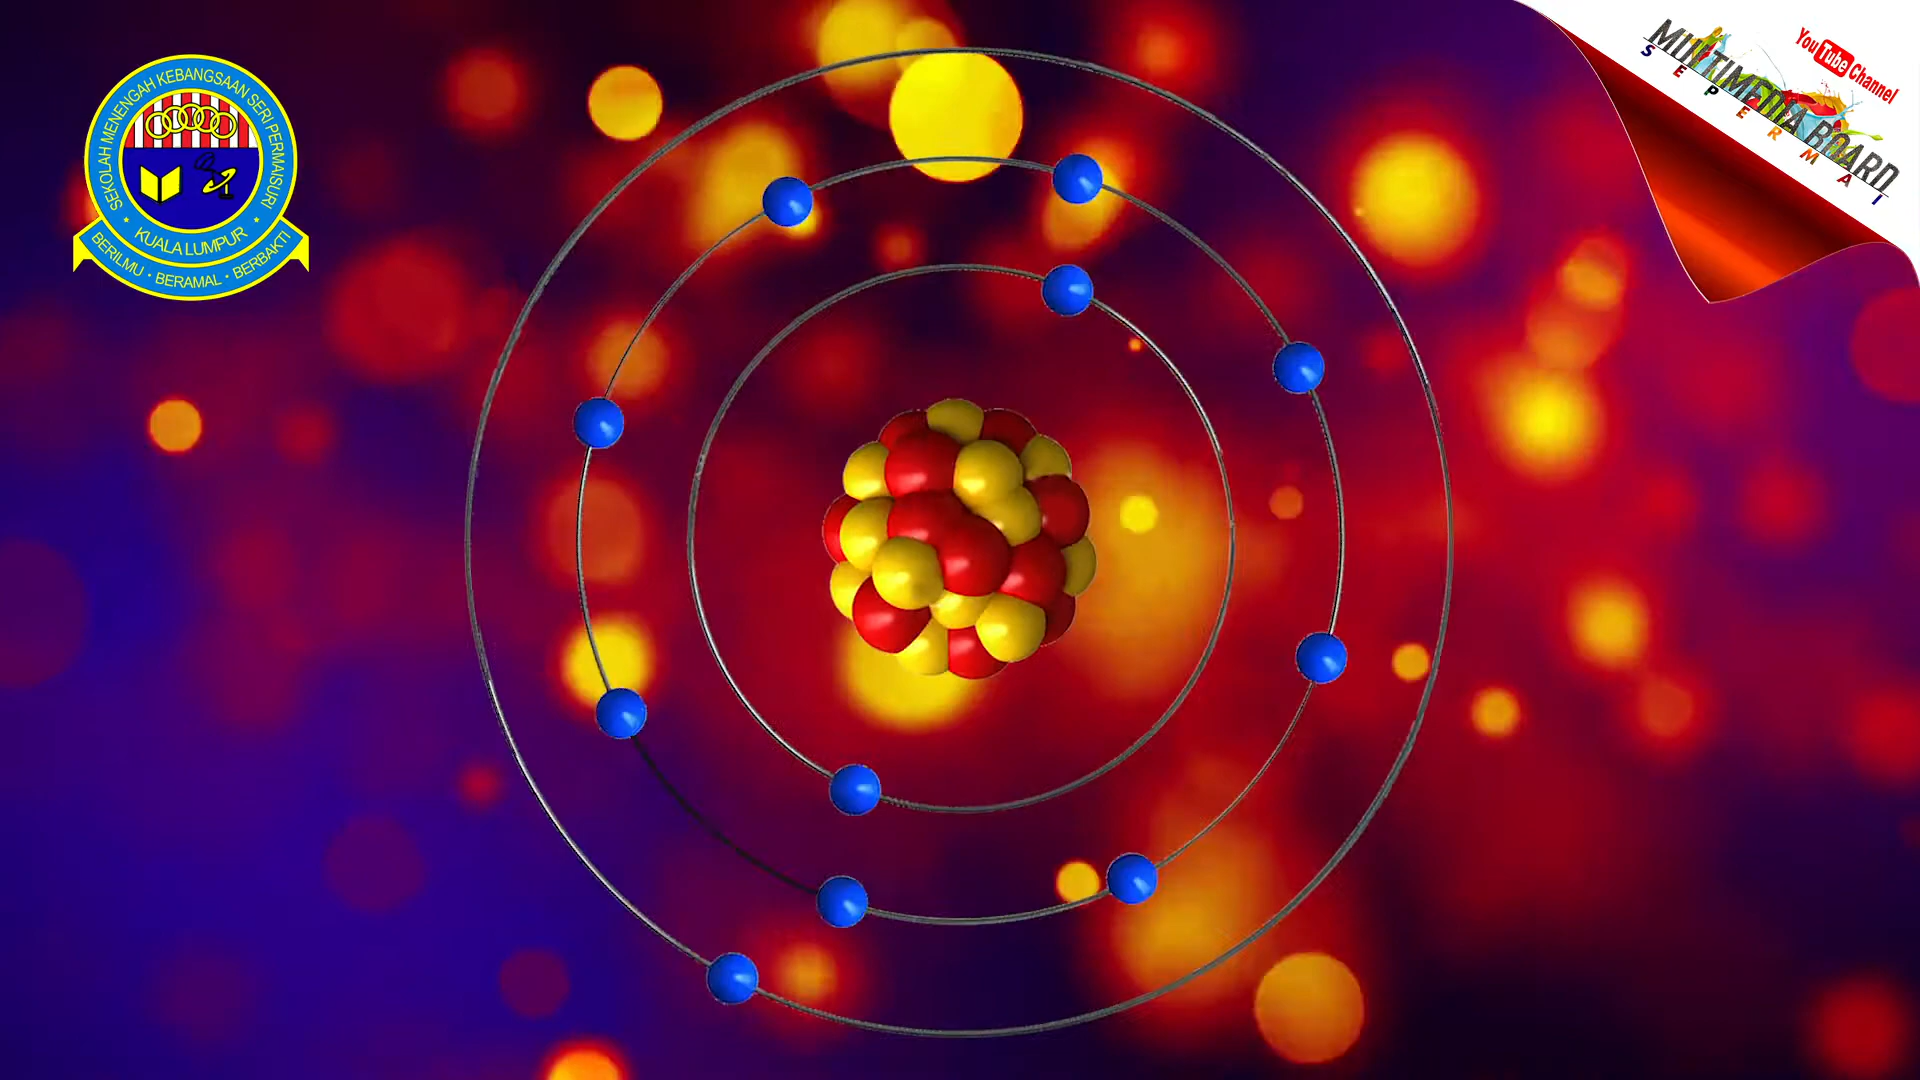 SEKOLAH MENENGAH KEBANGSAAN SERI PERMAISURI
KUALA LUMPUR
BERILMU • BERAMAL • BERBAKTI
YouTube Channel
MULTIMEDIA BOARD
SEPERMAI